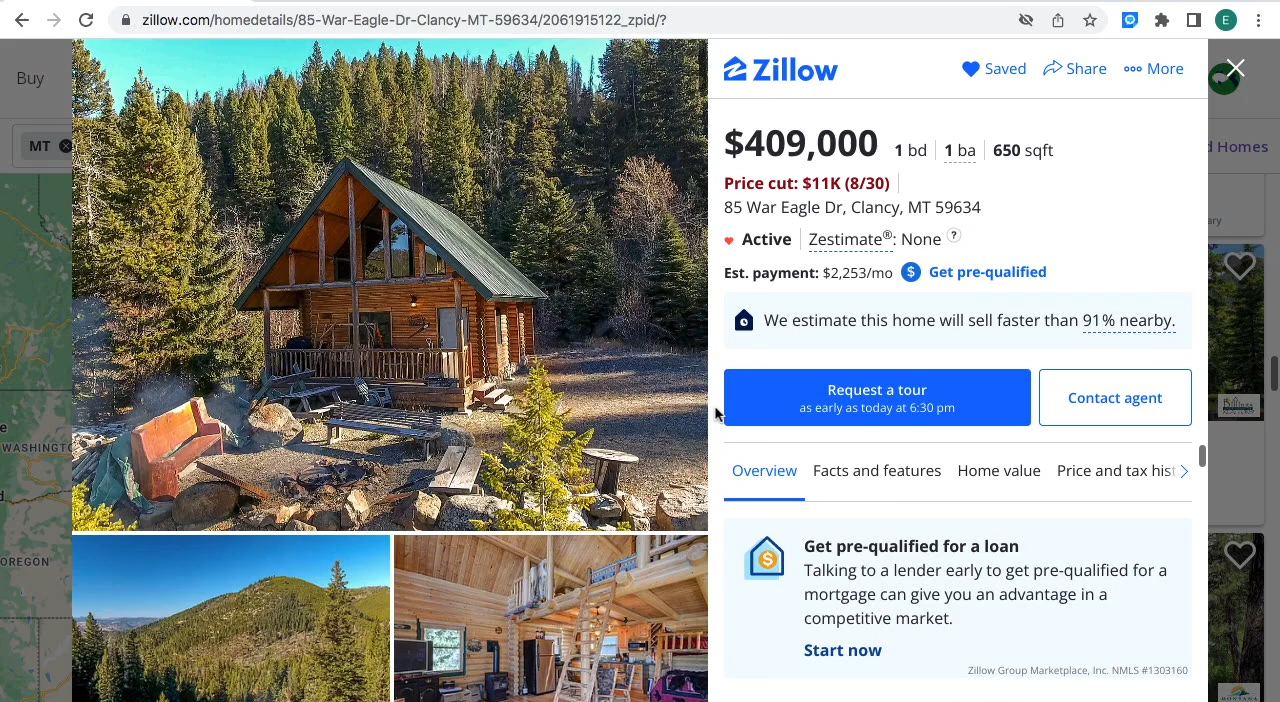 zillow.com/homedetails/85-War-Eagle-Dr-Clancy-MT-59634/2061915122_zpid/?
E
Buy
MT
WASHINGTO
OREGON
Zillow
Saved
Share
More
$409,000 1 bd 1 ba 650 sqft
Price cut: $11K (8/30)
85 War Eagle Dr, Clancy, MT 59634
Active Zestimate®: None ?
Est. payment: $2,253/mo $ Get pre-qualified
We estimate this home will sell faster than 91% nearby.
Request a tour
as early as today at 6:30 pm
Contact agent
Overview Facts and features Home value Price and tax hist
Get pre-qualified for a loan
Talking to a lender early to get pre-qualified for a
mortgage can give you an advantage in a
competitive market.
Start now
Zillow Group Marketplace, Inc. NMLS #1303160
d Homes
ary